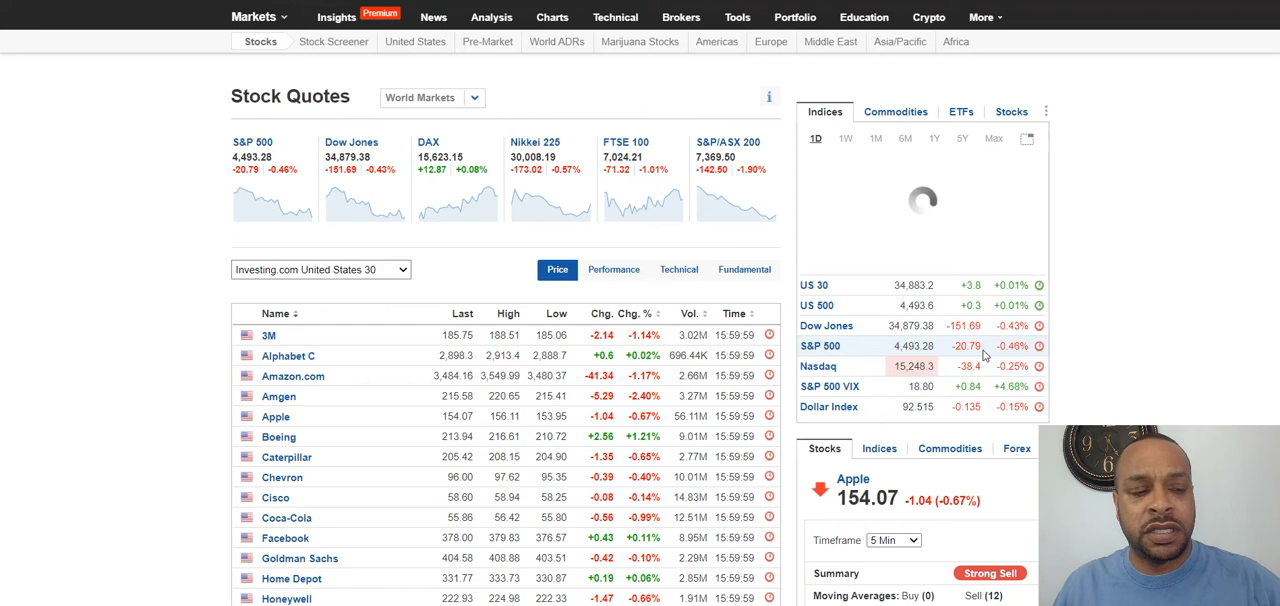 Markets Insights Premium News Analysis Charts Technical Brokers Tools Portfolio Education Crypto More
Stocks Stock Screener United States Pre-Market World ADRs Marijuana Stocks Americas Europe Middle East Asia/Pacific Africa
Stock Quotes World Markets i
S&P 500 Dow Jones DAX Nikkei 225 FTSE 100 S&P/ASX 200
4,493.28 34,879.38 15,623.15 30,008.19 7,024.21 7,369.50
-20.79 -0.46% -151.69 -0.43% +12.87 +0.08% -173.02 -0.57% -71.32 -1.01% -142.50 -1.90%
Investing.com United States 30 Price Performance Technical Fundamental
Name Last High Low Chg. Chg. % Vol. Time
3M 185.75 188.51 185.06 -2.14 -1.14% 3.02M 15:59:59
Alphabet C 2,898.3 2,913.4 2,888.7 +0.6 +0.02% 696.44K 15:59:59
Amazon.com 3,484.16 3,549.99 3,480.37 -41.34 -1.17% 2.66M 15:59:59
Amgen 215.58 220.65 215.41 -5.29 -2.40% 3.27M 15:59:59
Apple 154.07 156.11 153.95 -1.04 -0.67% 56.11M 15:59:59
Boeing 213.94 216.61 210.72 +2.56 +1.21% 9.01M 15:59:59
Caterpillar 205.42 208.15 204.90 -1.35 -0.65% 2.77M 15:59:59
Chevron 96.00 97.62 95.35 -0.39 -0.40% 10.01M 15:59:59
Cisco 58.60 58.94 58.25 -0.08 -0.14% 14.83M 15:59:59
Coca-Cola 55.86 56.42 55.80 -0.56 -0.99% 12.51M 15:59:59
Facebook 378.00 379.83 376.57 +0.43 +0.11% 8.95M 15:59:59
Goldman Sachs 404.58 408.88 403.51 -0.42 -0.10% 2.29M 15:59:59
Home Depot 331.77 333.73 330.87 +0.19 +0.06% 2.85M 15:59:59
Honeywell 222.93 224.98 222.32 -1.47 -0.66% 1.91M 15:59:59
Indices Commodities ETFs Stocks
1D 1W 1M 6M 1Y 5Y Max
US 30 34,883.2 +3.8 +0.01%
US 500 4,493.6 +0.3 +0.01%
Dow Jones 34,879.38 -151.69 -0.43%
S&P 500 4,493.28 -20.79 -0.46%
Nasdaq 15,248.3 -38.4 -0.25%
S&P 500 VIX 18.80 +0.84 +4.68%
Dollar Index 92.515 -0.135 -0.15%
Stocks Indices Commodities Forex
Apple
154.07 -1.04 (-0.67%)
Timeframe 5 Min
Summary Strong Sell
Moving Averages: Buy (0) Sell (12)